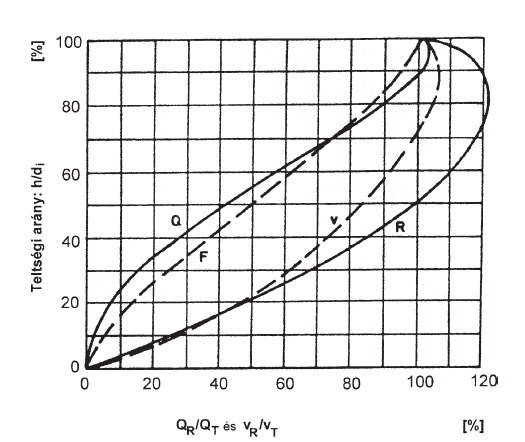 [%]
100
80
60
40
20
0
Teltségi arány: h/di
Q
F
v
R
0 20 40 60 80 100 120
QR/QT és vR/vT [%]